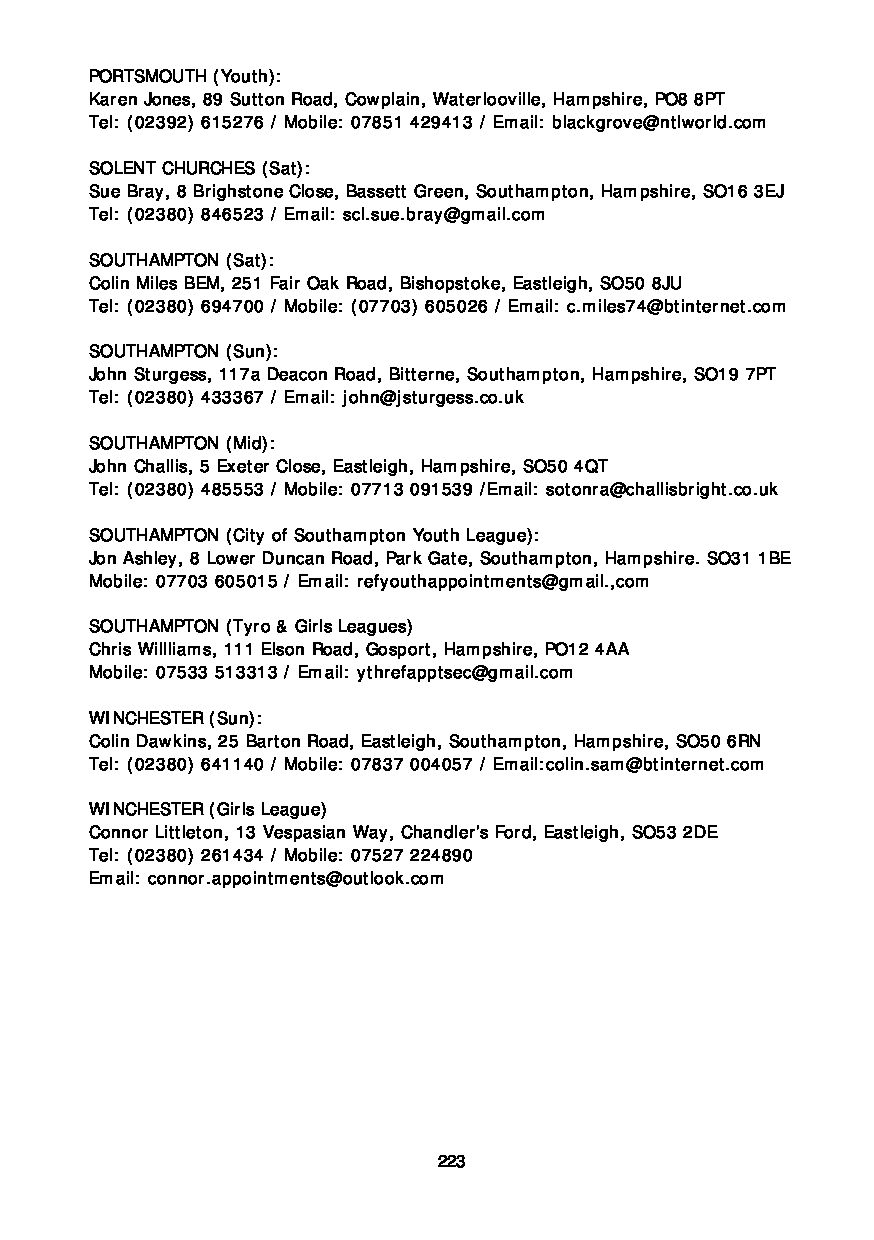 PORTSMOUTH (Youth):
Karen Jones, 89 Sutton Road, Cowplain, Waterlooville, Hampshire, PO8 8PT
Tel: (02392) 615276 / Mobile: 07851 429413 / Email: blackgrove@ntlworld.com
SOLENT CHURCHES (Sat):
Sue Bray, 8 Brighstone Close, Bassett Green, Southampton, Hampshire, SO16 3EJ
Tel: (02380) 846523 / Email: scl.sue.bray@gmail.com
SOUTHAMPTON (Sat):
Colin Miles BEM, 251 Fair Oak Road, Bishopstoke, Eastleigh, SO50 8JU
Tel: (02380) 694700 / Mobile: (07703) 605026 / Email: c.miles74@btinternet.com
SOUTHAMPTON (Sun):
John Sturgess, 117a Deacon Road, Bitterne, Southampton, Hampshire, SO19 7PT
Tel: (02380) 433367 / Email: john@jsturgess.co.uk
SOUTHAMPTON (Mid):
John Challis, 5 Exeter Close, Eastleigh, Hampshire, SO50 4QT
Tel: (02380) 485553 / Mobile: 07713 091539 /Email: sotonra@challisbright.co.uk
SOUTHAMPTON (City of Southampton Youth League):
Jon Ashley, 8 Lower Duncan Road, Park Gate, Southampton, Hampshire. SO31 1BE
Mobile: 07703 605015 / Email: refyouthappointments@gmail.,com
SOUTHAMPTON (Tyro & Girls Leagues)
Chris Willliams, 111 Elson Road, Gosport, Hampshire, PO12 4AA
Mobile: 07533 513313 / Email: ythrefapptsec@gmail.com
WINCHESTER (Sun):
Colin Dawkins, 25 Barton Road, Eastleigh, Southampton, Hampshire, SO50 6RN
Tel: (02380) 641140 / Mobile: 07837 004057 / Email:colin.sam@btinternet.com
WINCHESTER (Girls League)
Connor Littleton, 13 Vespasian Way, Chandler's Ford, Eastleigh, SO53 2DE
Tel: (02380) 261434 / Mobile: 07527 224890
Email: connor.appointments@outlook.com
223